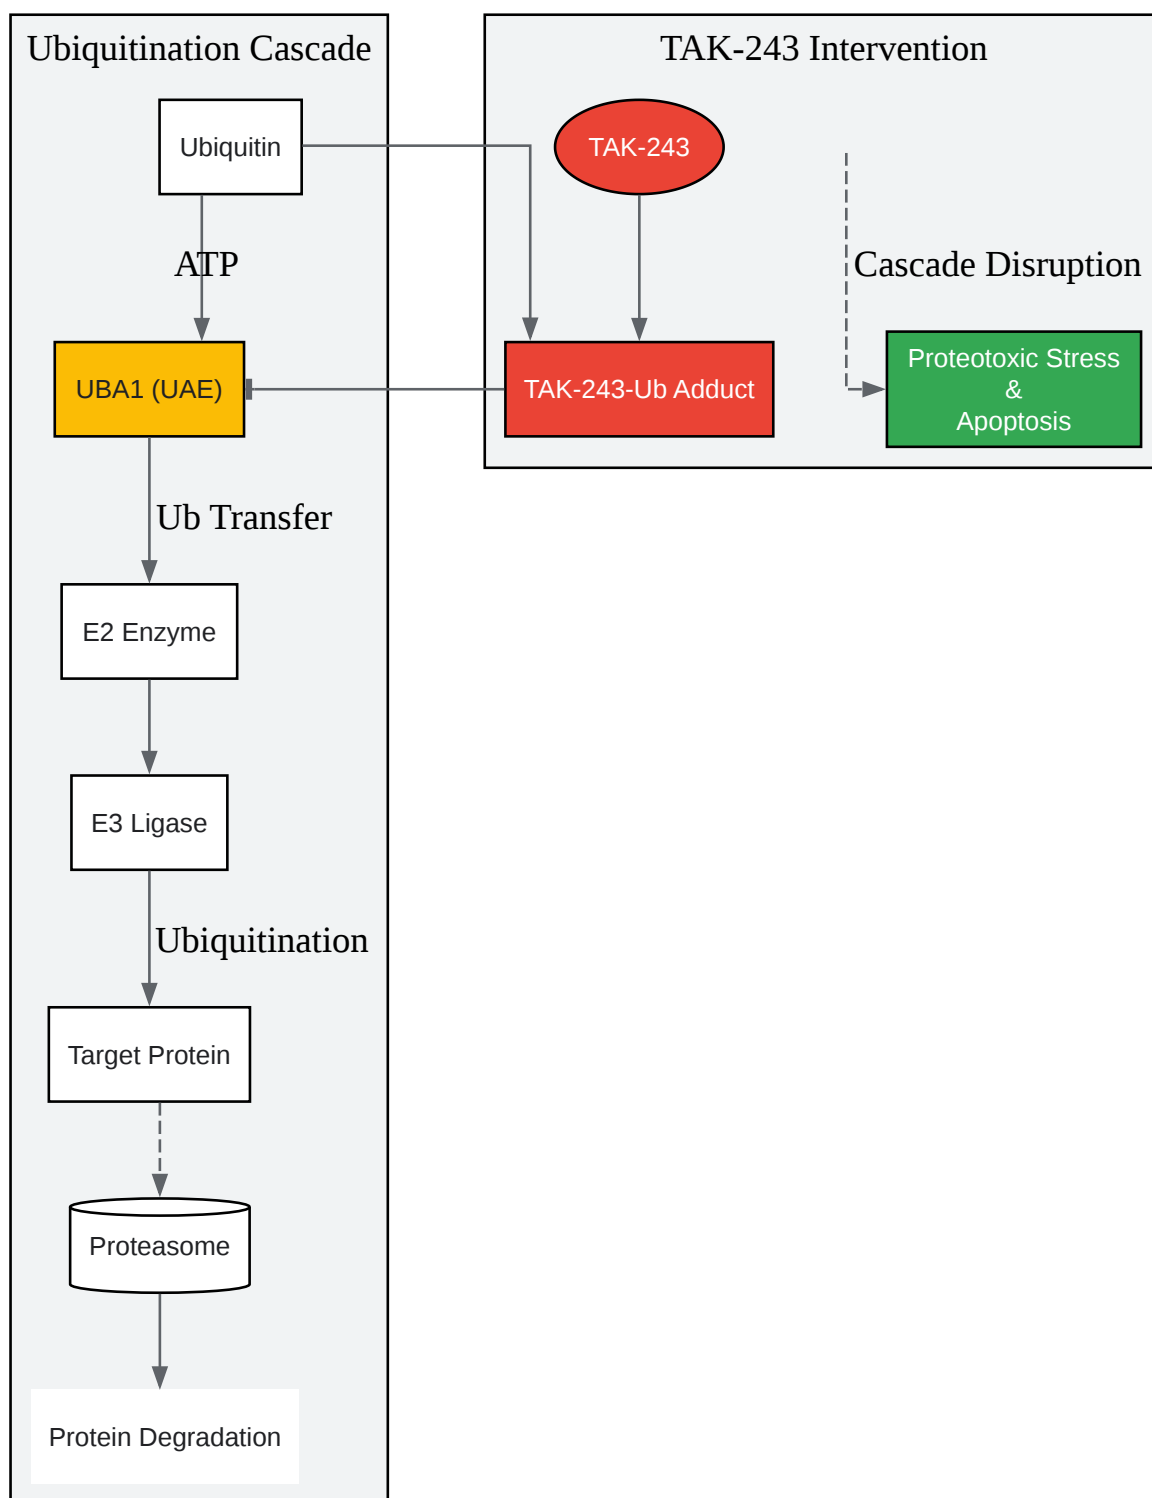 Ubiquitination Cascade
Ubiquitin
ATP
UBA1 (UAE)
Ub Transfer
E2 Enzyme
E3 Ligase
Ubiquitination
Target Protein
Proteasome
Protein Degradation
TAK-243 Intervention
TAK-243
TAK-243-Ub Adduct
Cascade Disruption
Proteotoxic Stress
&
Apoptosis